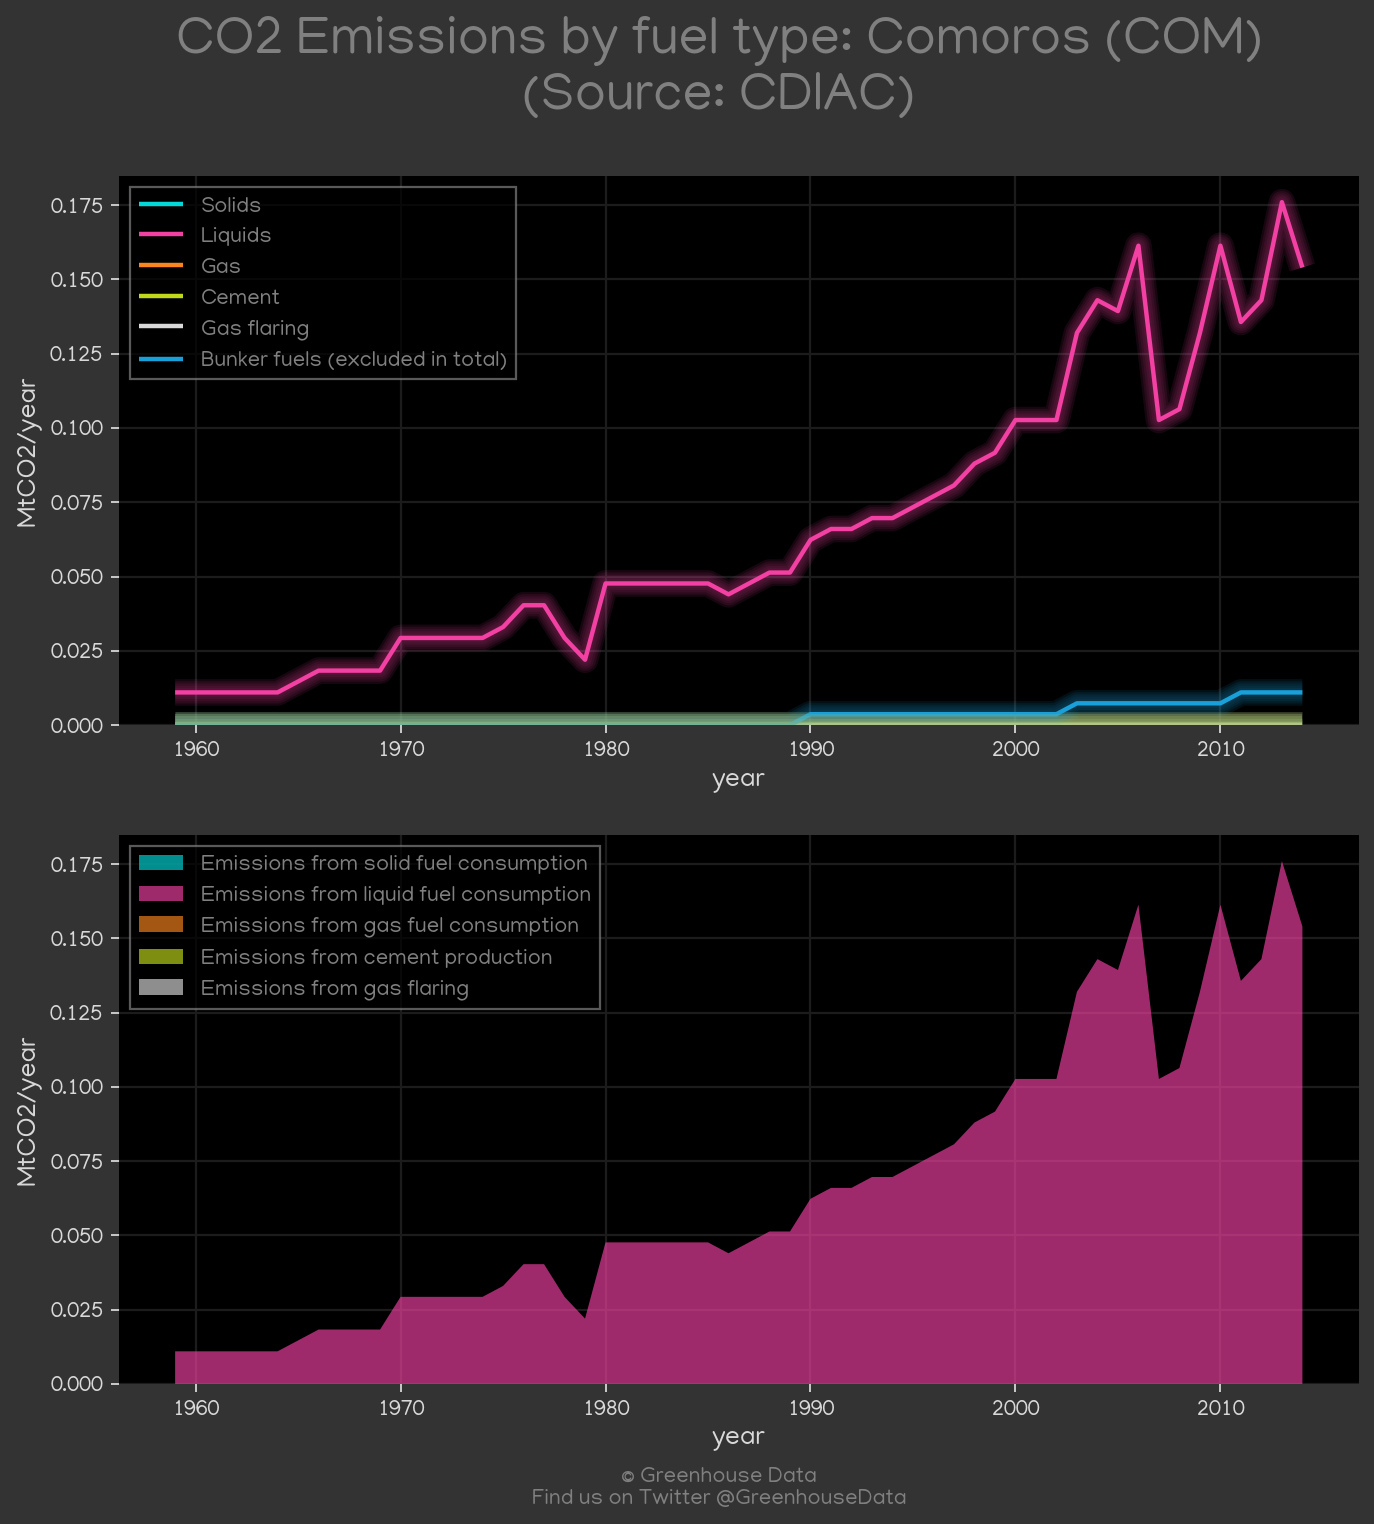 CO2 Emissions by fuel type: Comoros (COM)
(Source: CDIAC)
Solids
Liquids
Gas
Cement
Gas flaring
Bunker fuels (excluded in total)
MtCO2/year
0.175
0.150
0.125
0.100
0.075
0.050
0.025
0.000
1960 1970 1980 1990 2000 2010
year
Emissions from solid fuel consumption
Emissions from liquid fuel consumption
Emissions from gas fuel consumption
Emissions from cement production
Emissions from gas flaring
MtCO2/year
0.175
0.150
0.125
0.100
0.075
0.050
0.025
0.000
1960 1970 1980 1990 2000 2010
year
© Greenhouse Data
Find us on Twitter @GreenhouseData